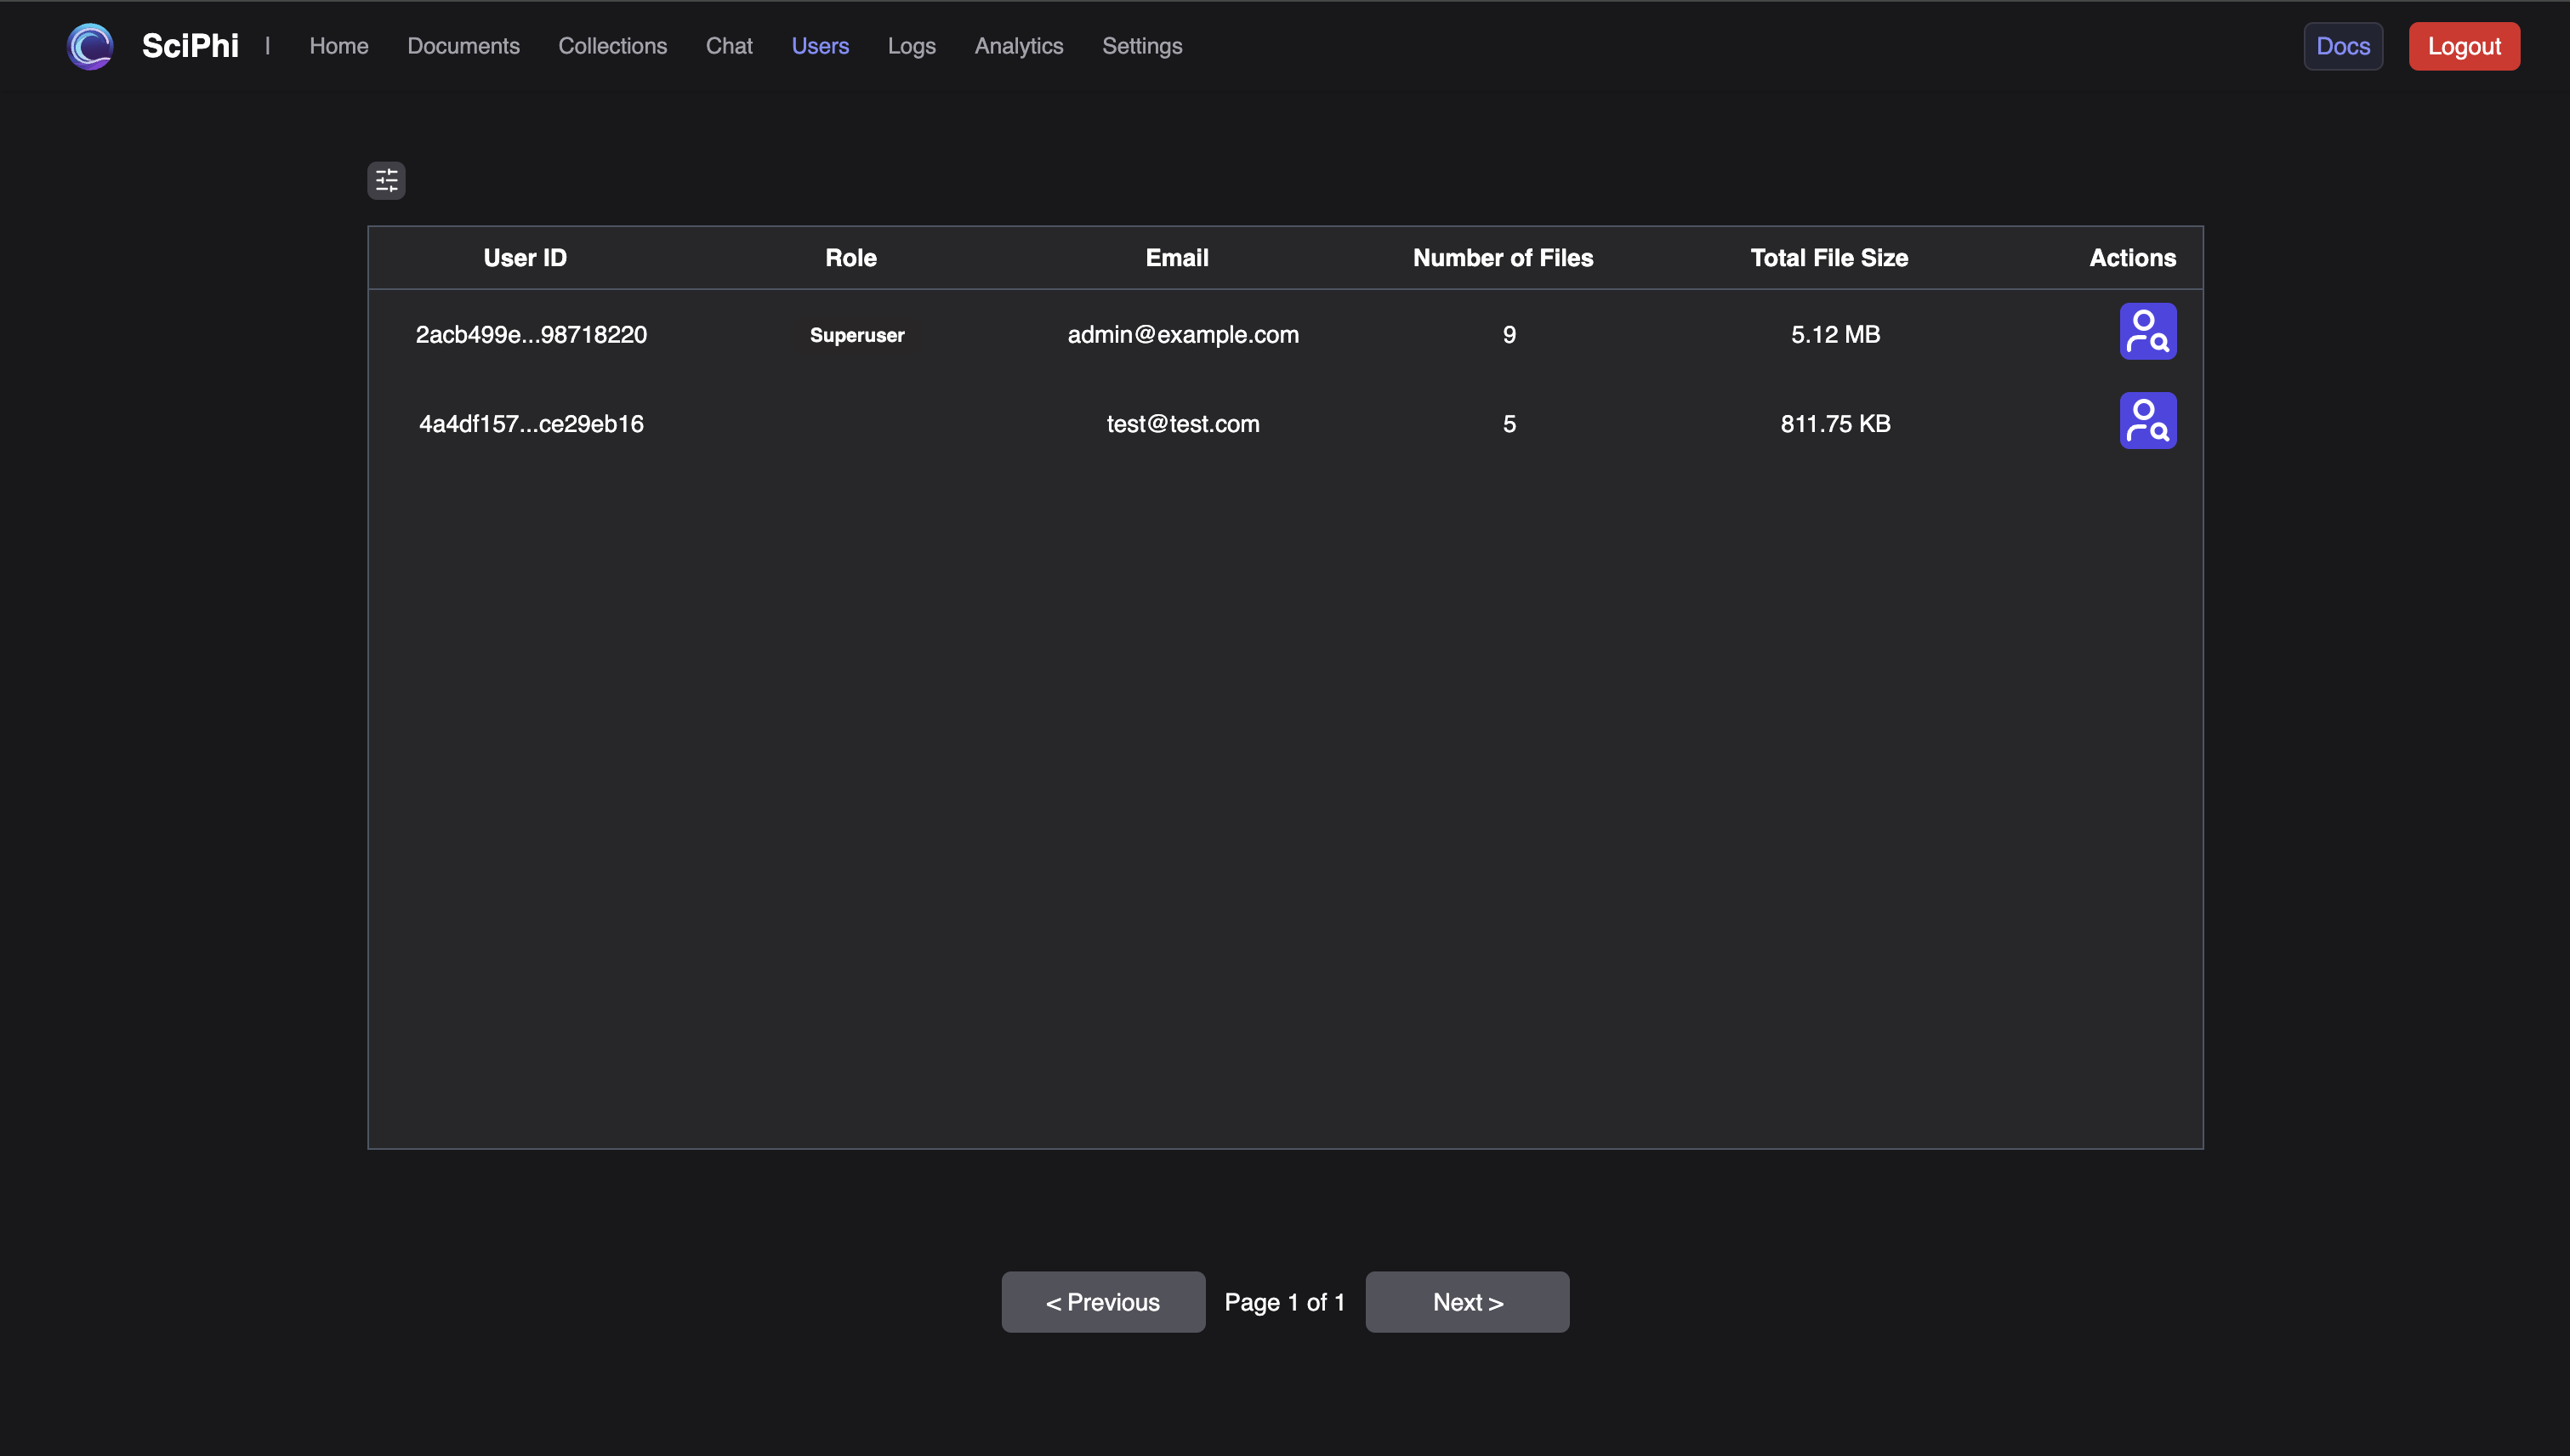 SciPhi | Home Documents Collections Chat Users Logs Analytics Settings Docs Logout
User ID Role Email Number of Files Total File Size Actions
2acb499e...98718220 Superuser admin@example.com 9 5.12 MB
4a4df157...ce29eb16 test@test.com 5 811.75 KB
< Previous Page 1 of 1 Next >